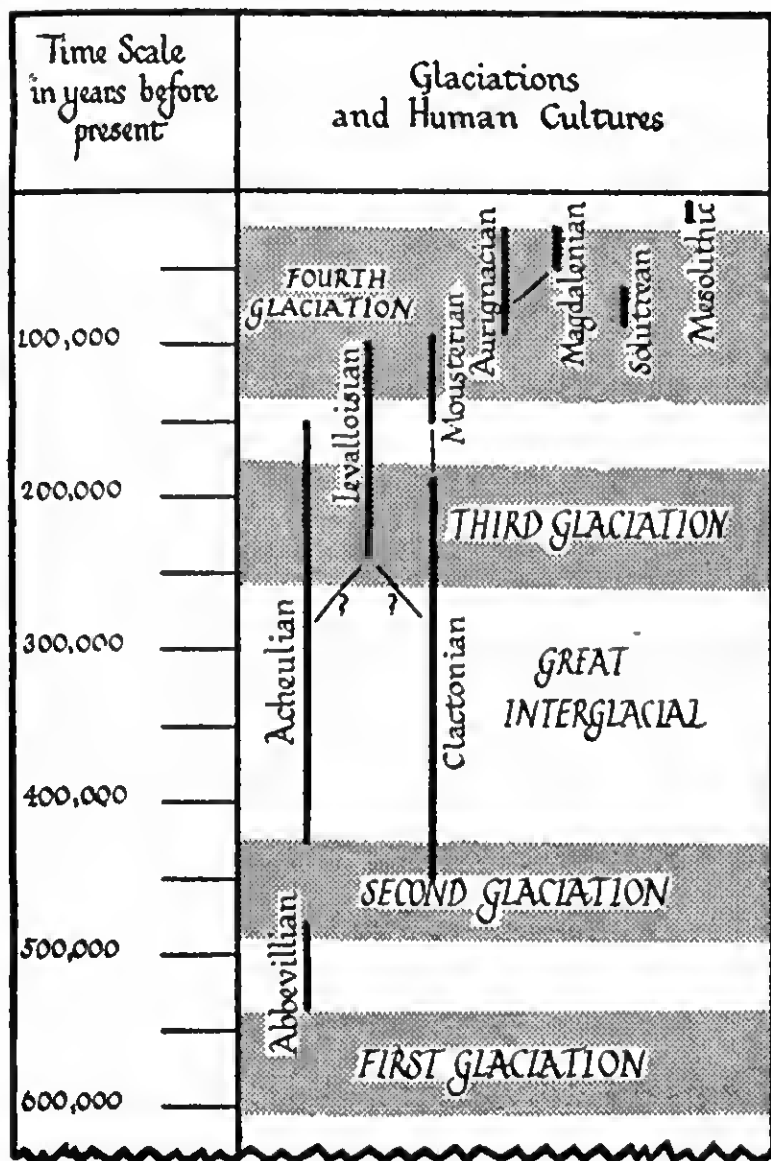 Time Scale
in years before
present
Glaciations
and Human Cultures
FOURTH
GLACIATION
Aurignacian
Magdalenian
Solutrean
Mesolithic
100,000
Levalloisian
Mousterian
200,000
THIRD GLACIATION
? ?
300,000
Acheulian
Clactonian
GREAT
INTERGLACIAL
400,000
SECOND GLACIATION
500,000
Abbevillian
FIRST GLACIATION
600,000